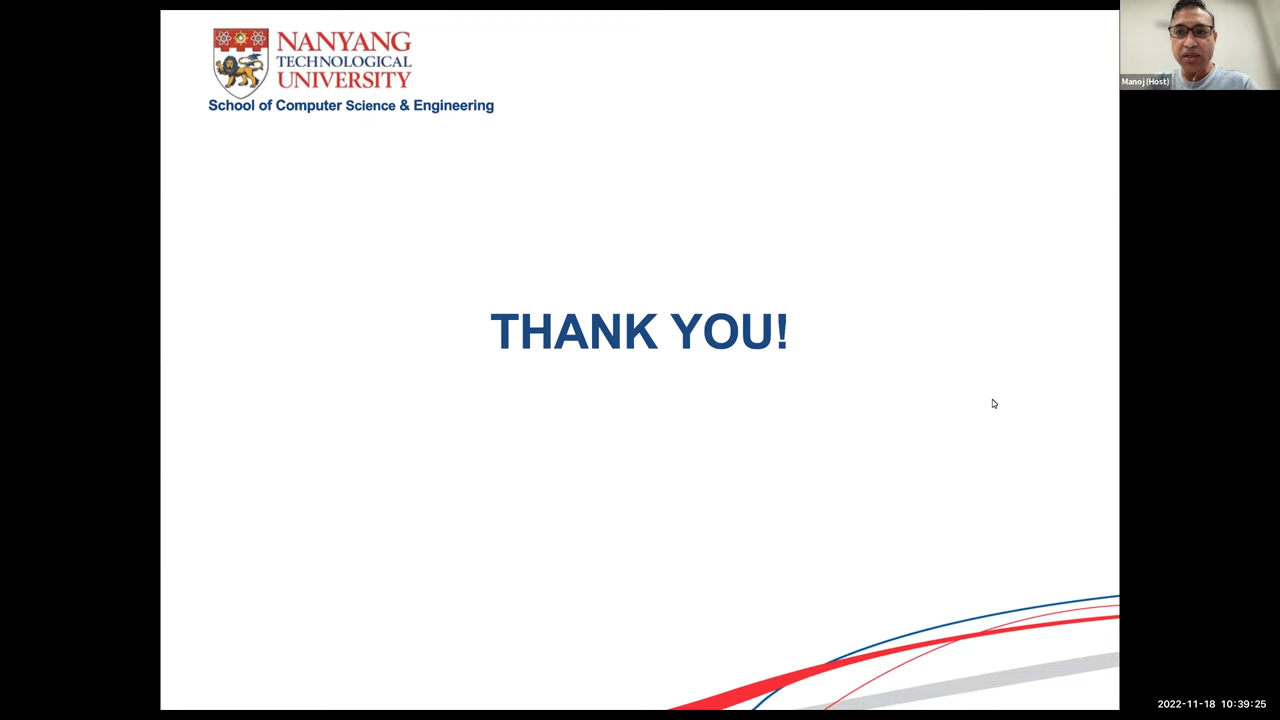 NANYANG
TECHNOLOGICAL
UNIVERSITY
School of Computer Science & Engineering
Manoj (Host)
THANK YOU!
2022-11-18 10:39:25